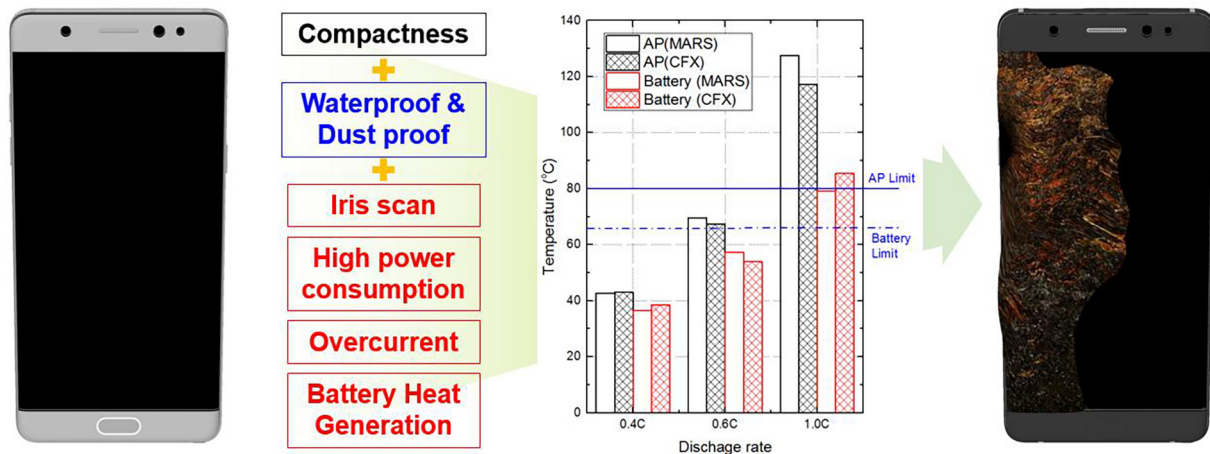 Compactness
+
Waterproof &
Dust proof
+
Iris scan
High power
consumption
Overcurrent
Battery Heat
Generation
Temperature (°C)
140
120
100
80
60
40
20
0
AP(MARS)
AP(CFX)
Battery (MARS)
Battery (CFX)
AP Limit
Battery
Limit
0.4C
0.6C
1.0C
Dischage rate